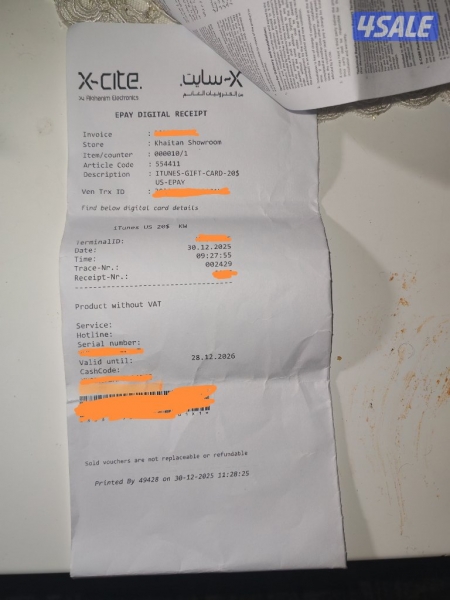 4SALE
x-cite. X-سايت.
by Alghanim Electronics من الغانم إلكترونيكس
EPAY DIGITAL RECEIPT
Invoice :
Store : Khaitan Showroom
Item/counter : 000010/1
Article Code : 554411
Description : ITUNES-GIFT-CARD-20$
US-EPAY
Ven Trx ID :
Find below digital card details
iTunes US 20$ KW
TerminalID:
Date: 30.12.2025
Time: 09:27:55
Trace-Nr.: 002429
Receipt-Nr.:
--------------------------------
Product without VAT
Service:
Hotline:
Serial number:
Valid until: 28.12.2026
CashCode:
Sold vouchers are not replaceable or refundable
Printed By 49428 on 30-12-2025 11:28:25